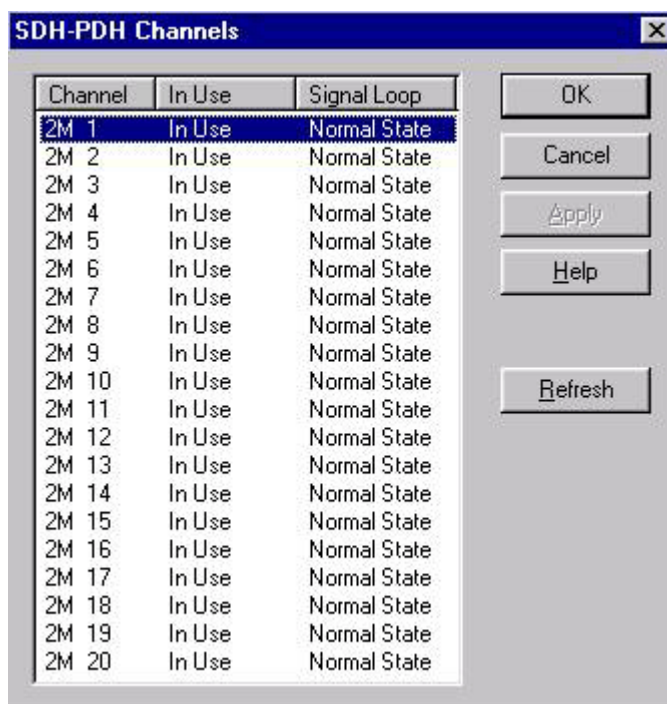 SDH-PDH Channels
Channel In Use Signal Loop
2M 1 In Use Normal State
2M 2 In Use Normal State
2M 3 In Use Normal State
2M 4 In Use Normal State
2M 5 In Use Normal State
2M 6 In Use Normal State
2M 7 In Use Normal State
2M 8 In Use Normal State
2M 9 In Use Normal State
2M 10 In Use Normal State
2M 11 In Use Normal State
2M 12 In Use Normal State
2M 13 In Use Normal State
2M 14 In Use Normal State
2M 15 In Use Normal State
2M 16 In Use Normal State
2M 17 In Use Normal State
2M 18 In Use Normal State
2M 19 In Use Normal State
2M 20 In Use Normal State
OK
Cancel
Apply
Help
Refresh